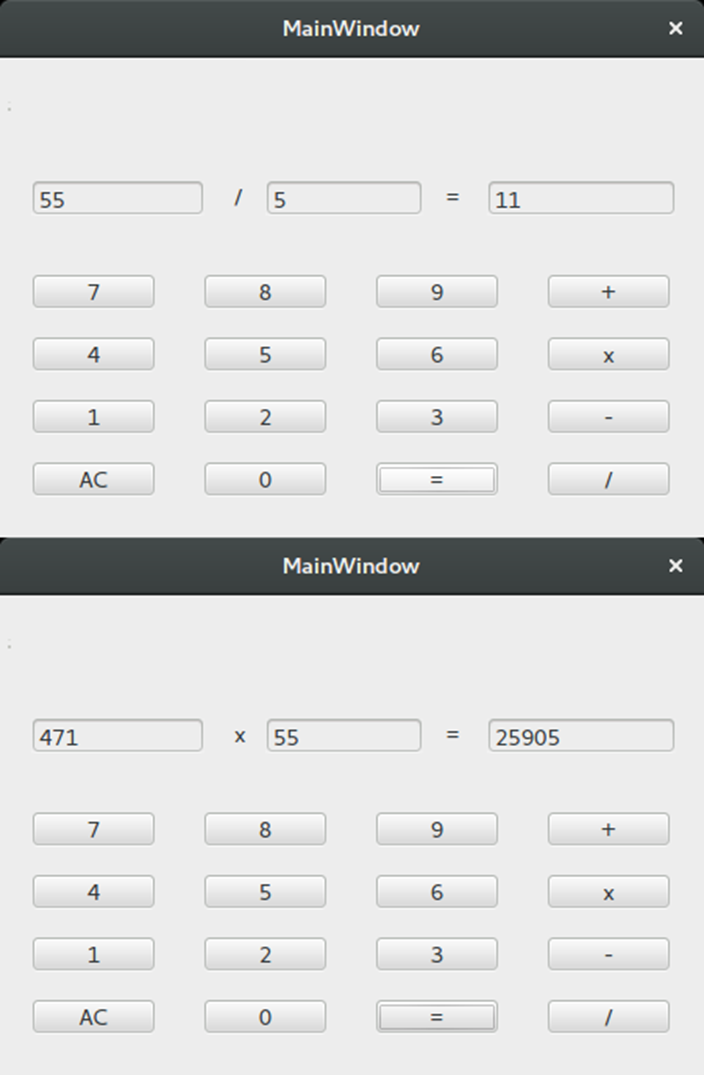 MainWindow ×
55 / 5 = 11
7 8 9 +
4 5 6 x
1 2 3 -
AC 0 = /
MainWindow ×
471 x 55 = 25905
7 8 9 +
4 5 6 x
1 2 3 -
AC 0 = /